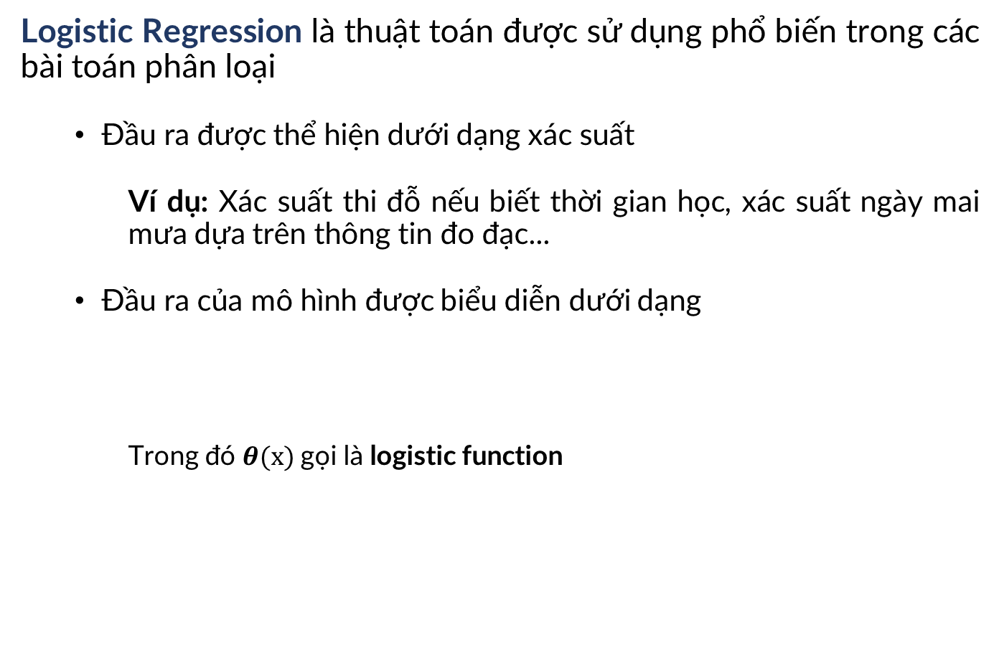 Logistic Regression là thuật toán được sử dụng phổ biến trong các
bài toán phân loại
• Đầu ra được thể hiện dưới dạng xác suất
Ví dụ: Xác suất thi đỗ nếu biết thời gian học, xác suất ngày mai
mưa dựa trên thông tin đo đạc...
• Đầu ra của mô hình được biểu diễn dưới dạng
Trong đó 𝜽(x) gọi là logistic function